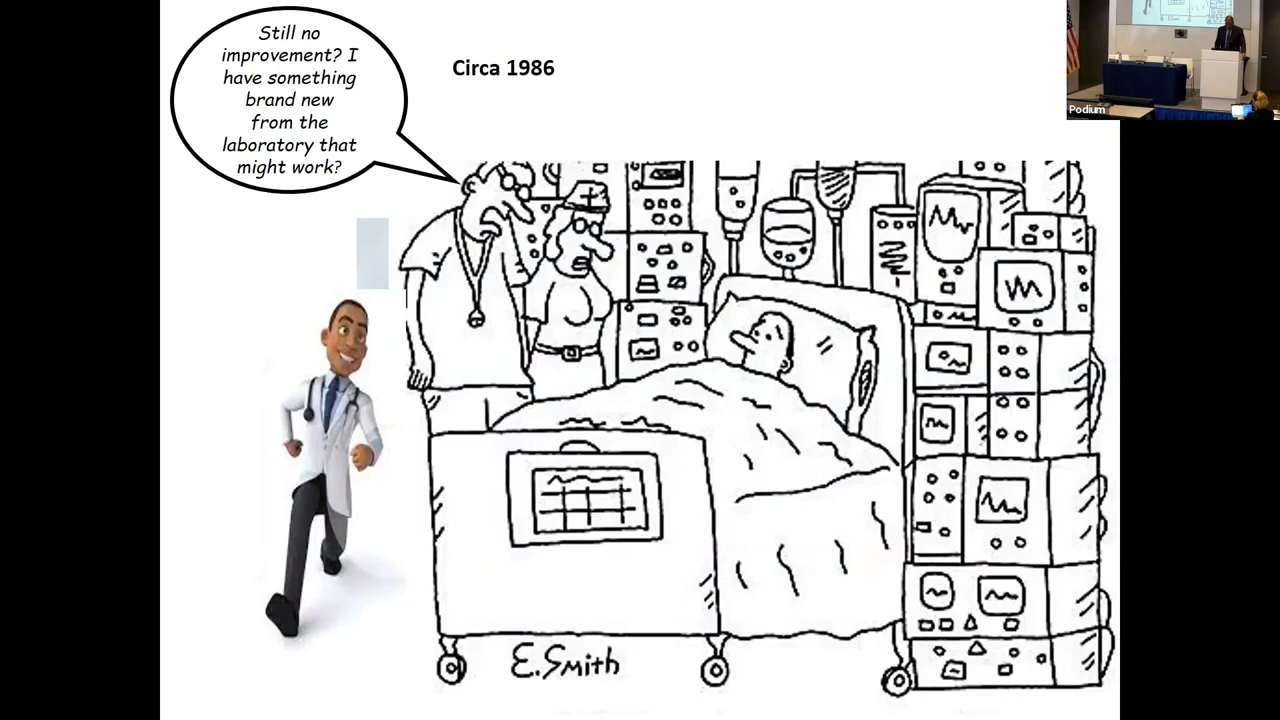 Still no
improvement? I
have something
brand new
from the
laboratory that
might work?
Circa 1986
Podium
E.Smith